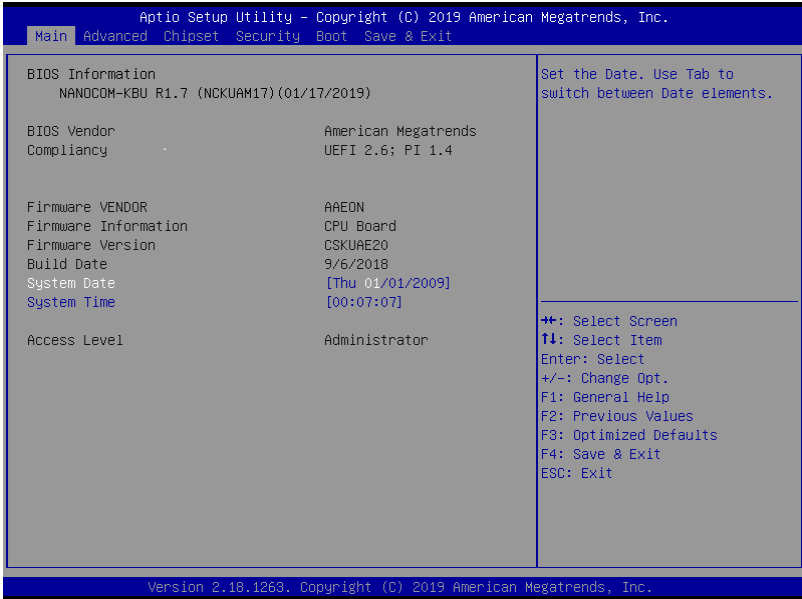 Aptio Setup Utility – Copyright (C) 2019 American Megatrends, Inc.
Main Advanced Chipset Security Boot Save & Exit
BIOS Information
NANOCOM-KBU R1.7 (NCKUAM17)(01/17/2019)
BIOS Vendor American Megatrends
Compliancy UEFI 2.6; PI 1.4
Firmware VENDOR AAEON
Firmware Information CPU Board
Firmware Version CSKUAE20
Build Date 9/6/2018
System Date [Thu 01/01/2009]
System Time [00:07:07]
Access Level Administrator
Set the Date. Use Tab to
switch between Date elements.
→←: Select Screen
↑↓: Select Item
Enter: Select
+/-: Change Opt.
F1: General Help
F2: Previous Values
F3: Optimized Defaults
F4: Save & Exit
ESC: Exit
Version 2.18.1263. Copyright (C) 2019 American Megatrends, Inc.